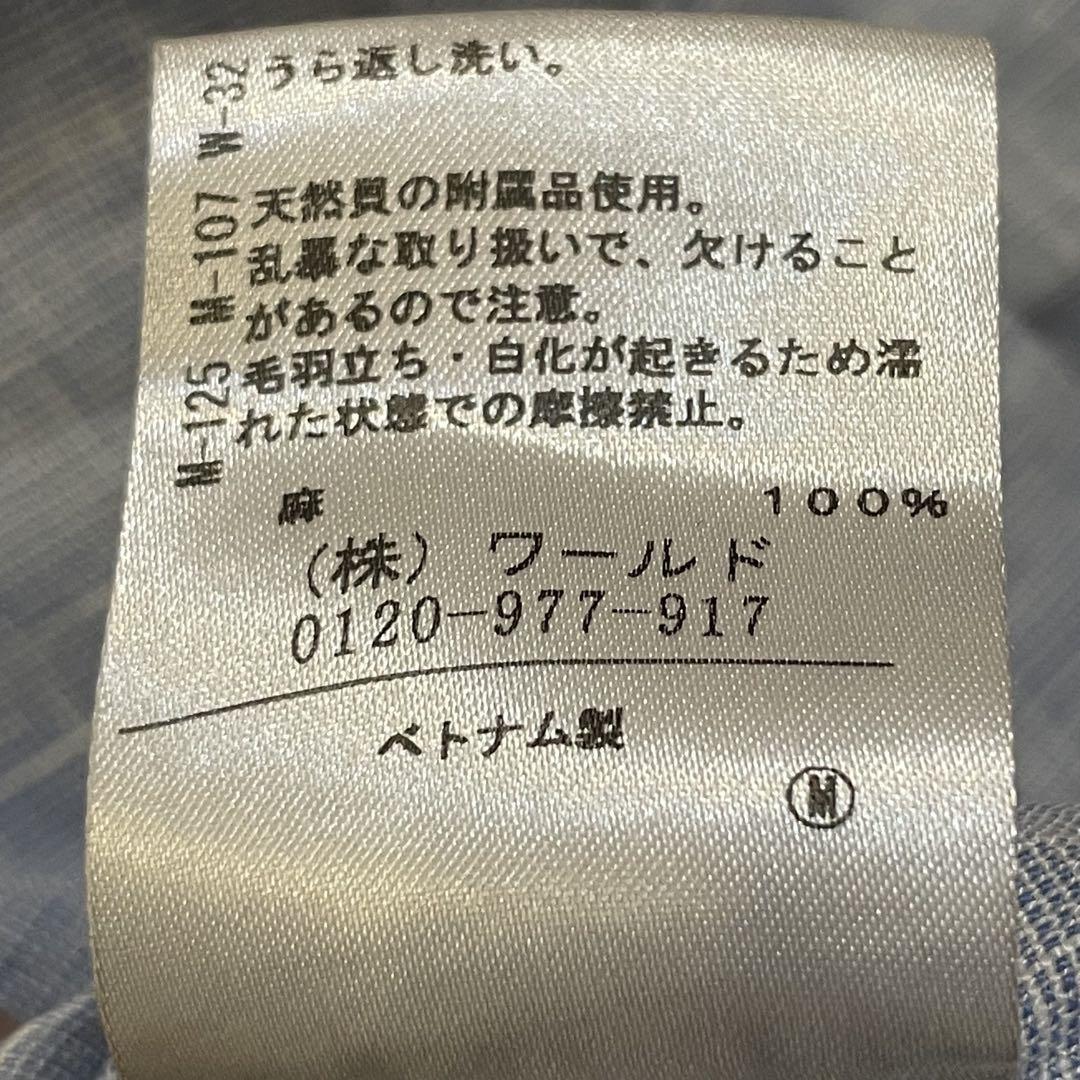 W-32
M-107
M-125
うら返し洗い。
天然貝の附属品使用。
乱暴な取り扱いで、欠けること
があるので注意。
毛羽立ち・白化が起きるため濡
れた状態での摩擦禁止。
麻 100%
(株) ワールド
0120-977-917
ベトナム製
M